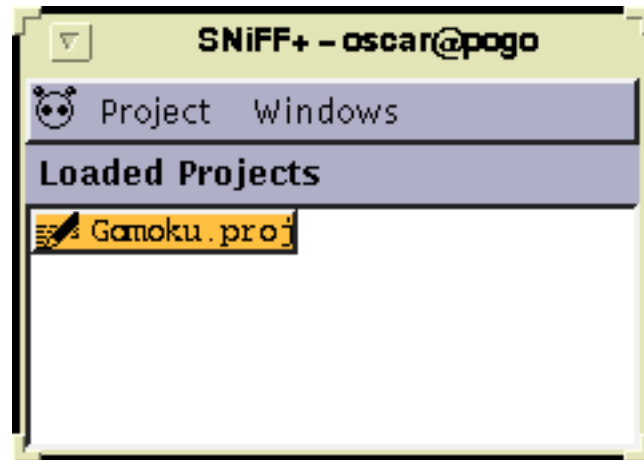 SNiFF+ – oscar@pogo
Project Windows
Loaded Projects
Gomoku.proj